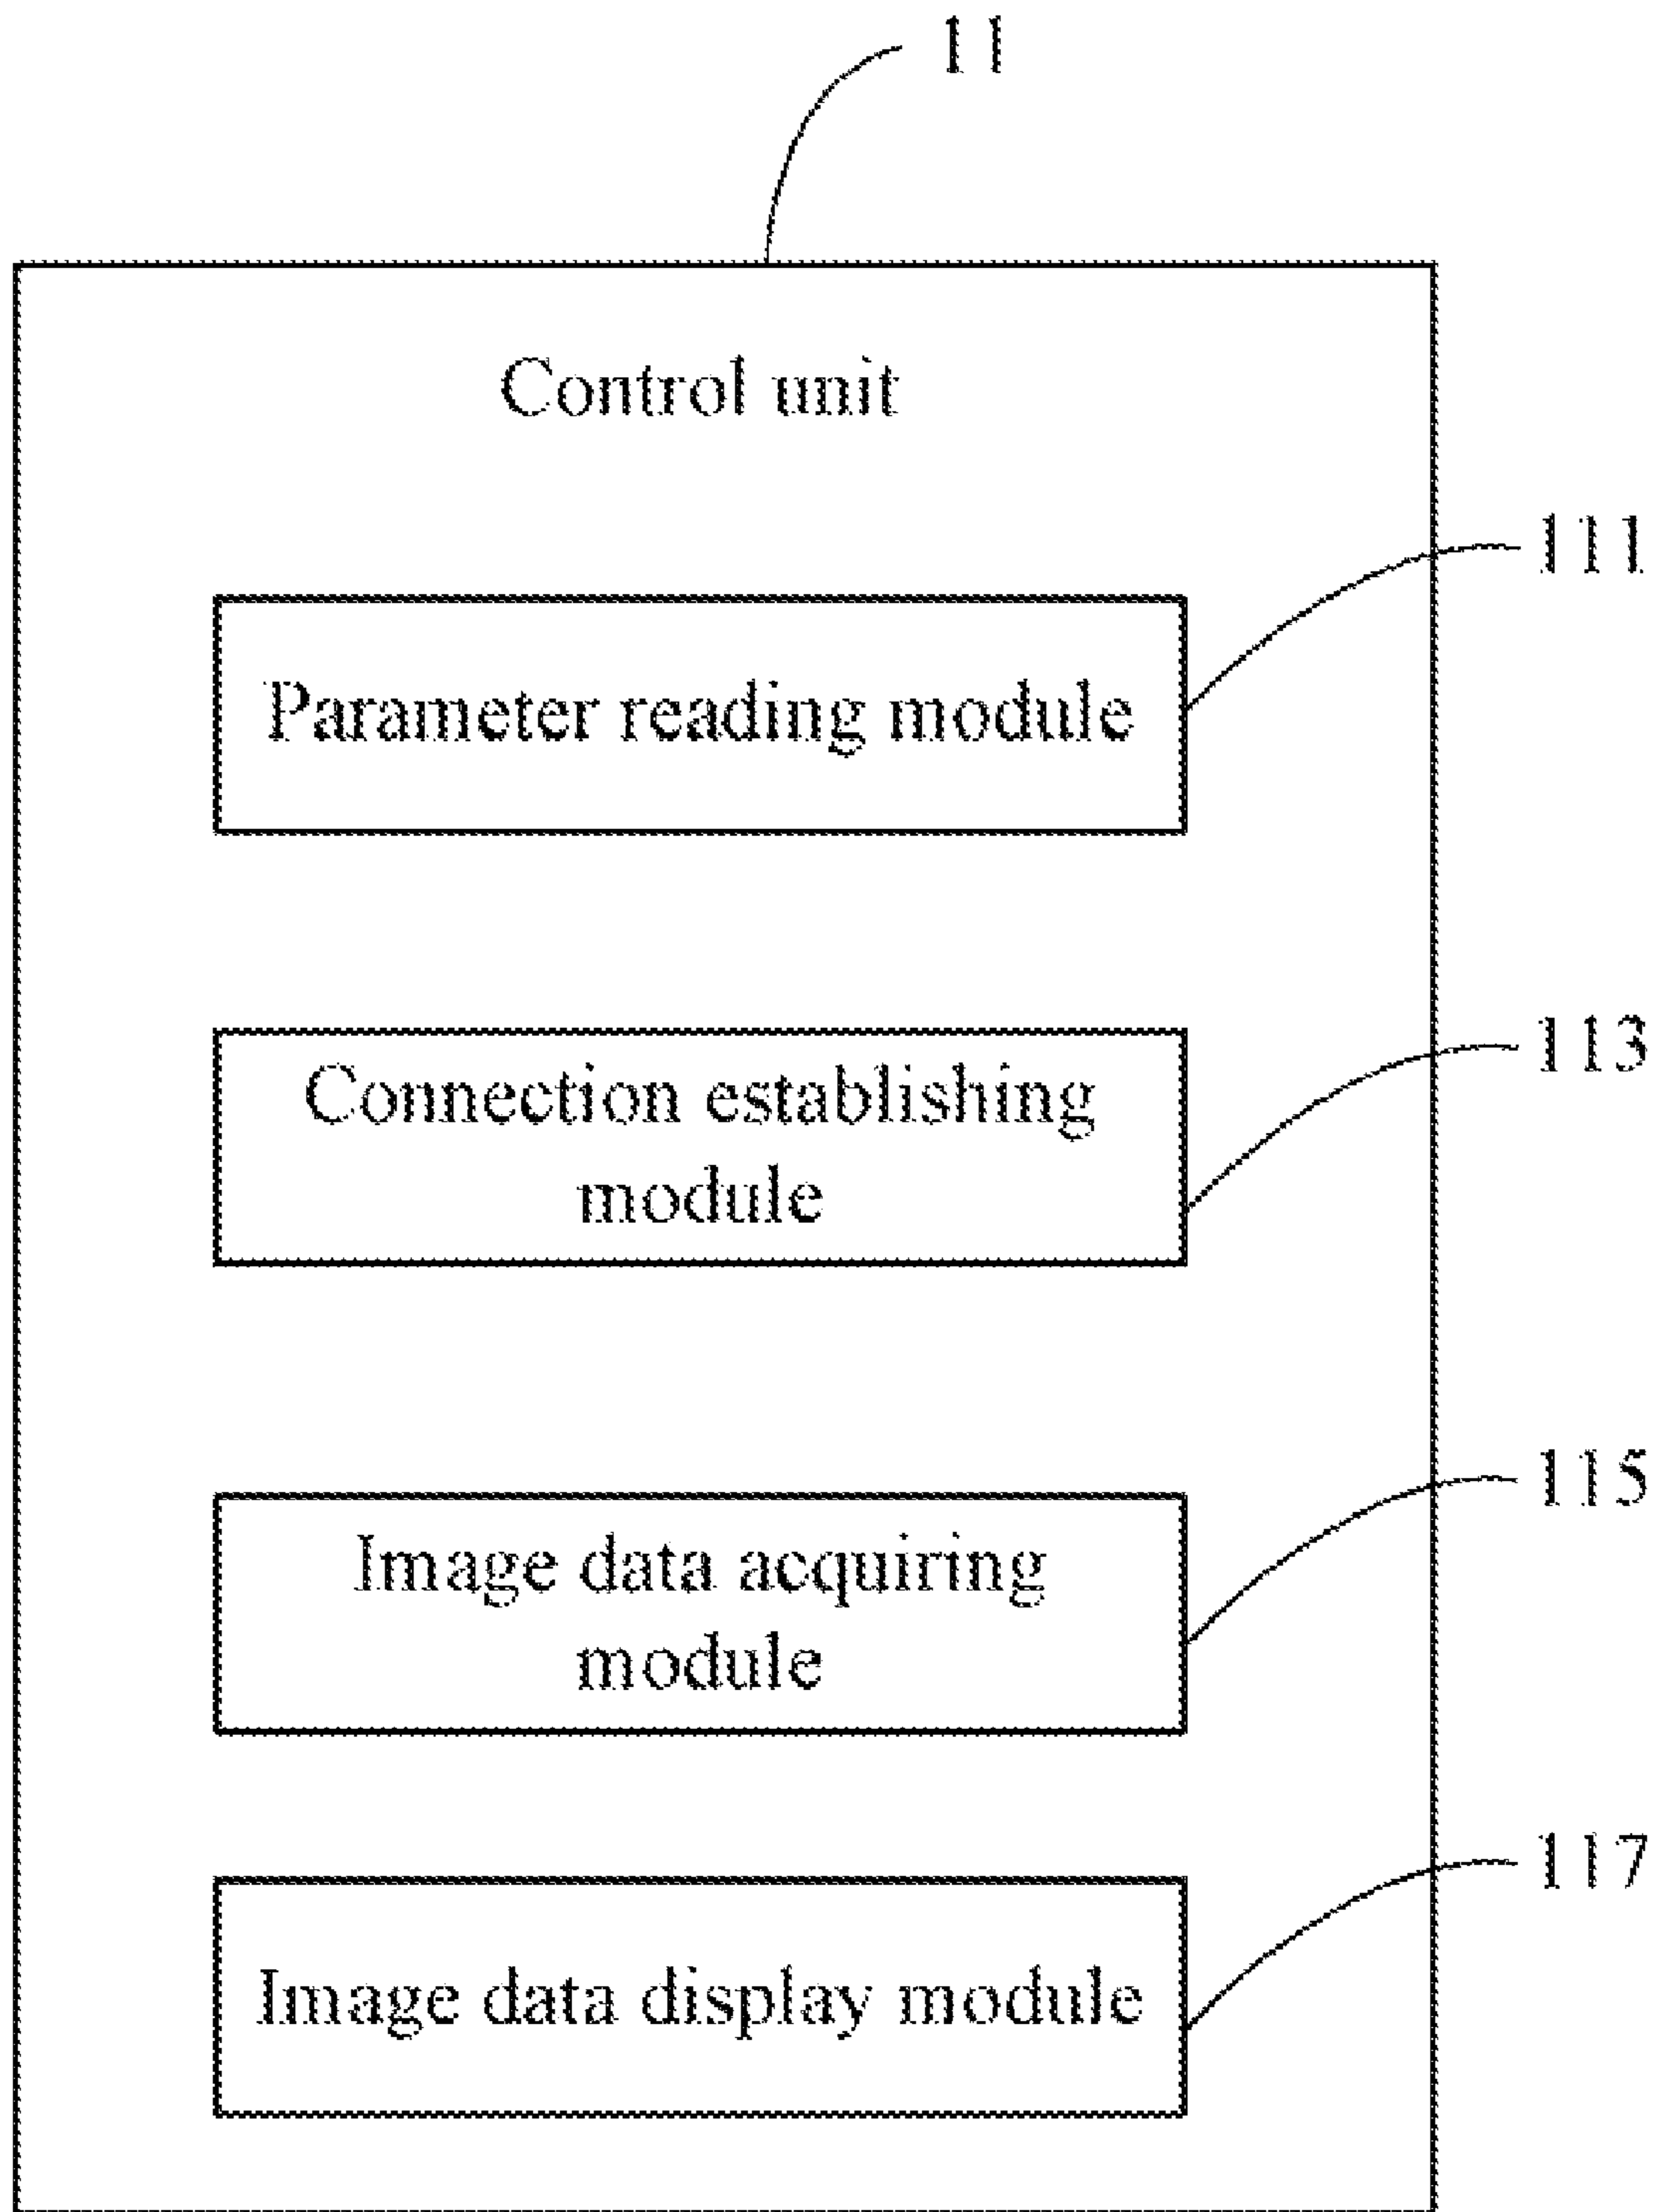 11
Control unit
111
Parameter reading module
113
Connection establishing
module
115
Image data acquiring
module
117
Image data display module